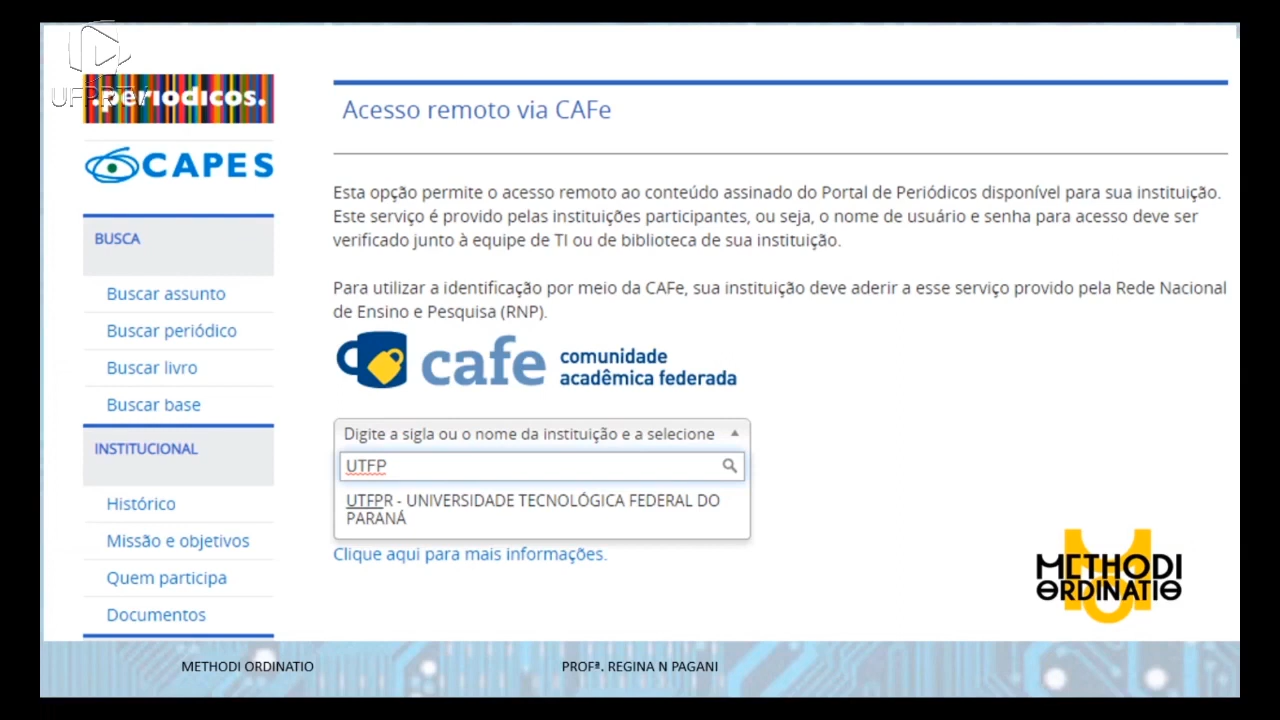 UFPRTV
.periodicos.
CAPES
BUSCA
Buscar assunto
Buscar periódico
Buscar livro
Buscar base
INSTITUCIONAL
Histórico
Missão e objetivos
Quem participa
Documentos
Acesso remoto via CAFe
Esta opção permite o acesso remoto ao conteúdo assinado do Portal de Periódicos disponível para sua instituição.
Este serviço é provido pelas instituições participantes, ou seja, o nome de usuário e senha para acesso deve ser
verificado junto à equipe de TI ou de biblioteca de sua instituição.
Para utilizar a identificação por meio da CAFe, sua instituição deve aderir a esse serviço provido pela Rede Nacional
de Ensino e Pesquisa (RNP).
cafe comunidade
acadêmica federada
Digite a sigla ou o nome da instituição e a selecione
UTFP
UTFPR - UNIVERSIDADE TECNOLÓGICA FEDERAL DO
PARANÁ
Clique aqui para mais informações.
METHODI
ORDINATIO
METHODI ORDINATIO
PROFª. REGINA N PAGANI